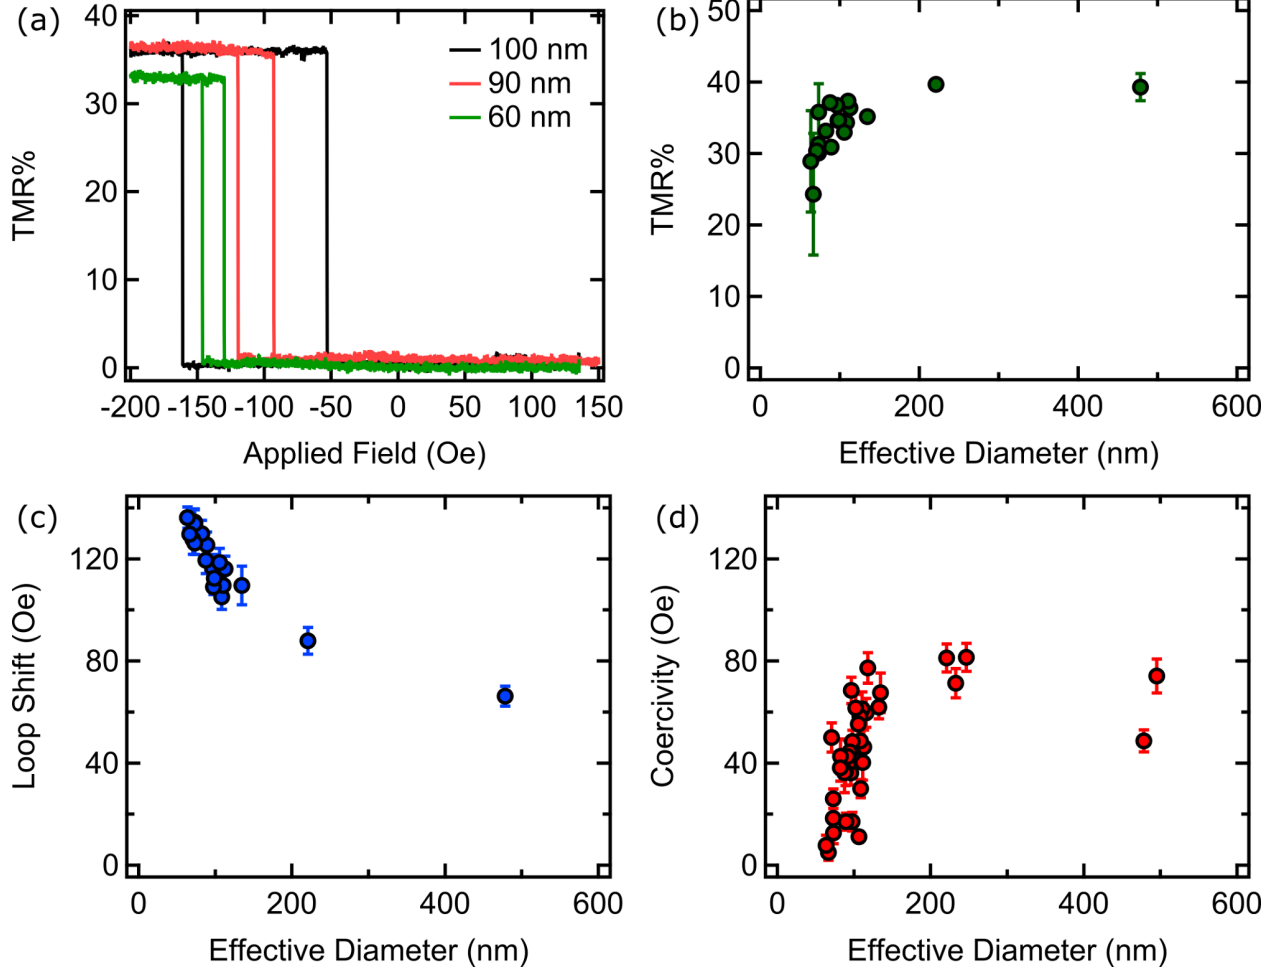 (a)
TMR%
40
30
20
10
0
100 nm
90 nm
60 nm
-200 -150 -100 -50 0 50 100 150
Applied Field (Oe)
(b)
TMR%
50
40
30
20
10
0
0 200 400 600
Effective Diameter (nm)
(c)
Loop Shift (Oe)
120
80
40
0
0 200 400 600
Effective Diameter (nm)
(d)
Coercivity (Oe)
120
80
40
0
0 200 400 600
Effective Diameter (nm)